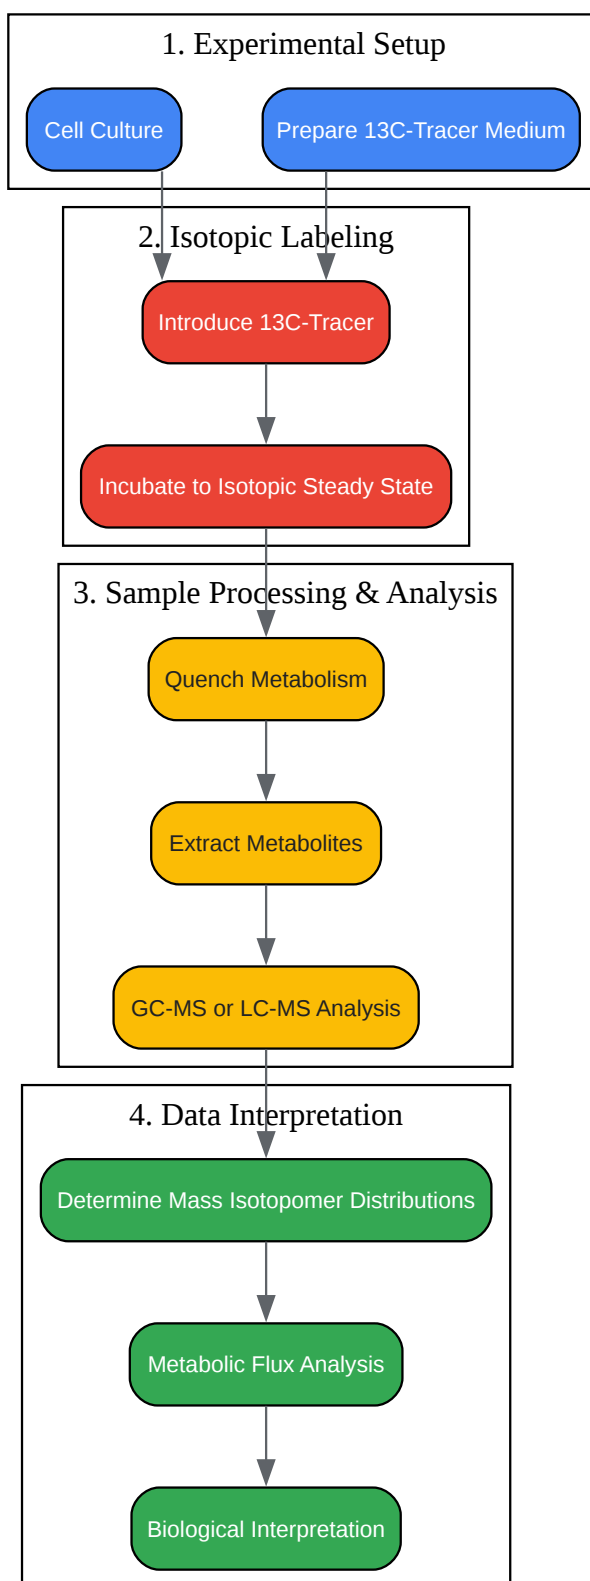 1. Experimental Setup
Cell Culture
Prepare 13C-Tracer Medium
2. Isotopic Labeling
Introduce 13C-Tracer
Incubate to Isotopic Steady State
3. Sample Processing & Analysis
Quench Metabolism
Extract Metabolites
GC-MS or LC-MS Analysis
4. Data Interpretation
Determine Mass Isotopomer Distributions
Metabolic Flux Analysis
Biological Interpretation